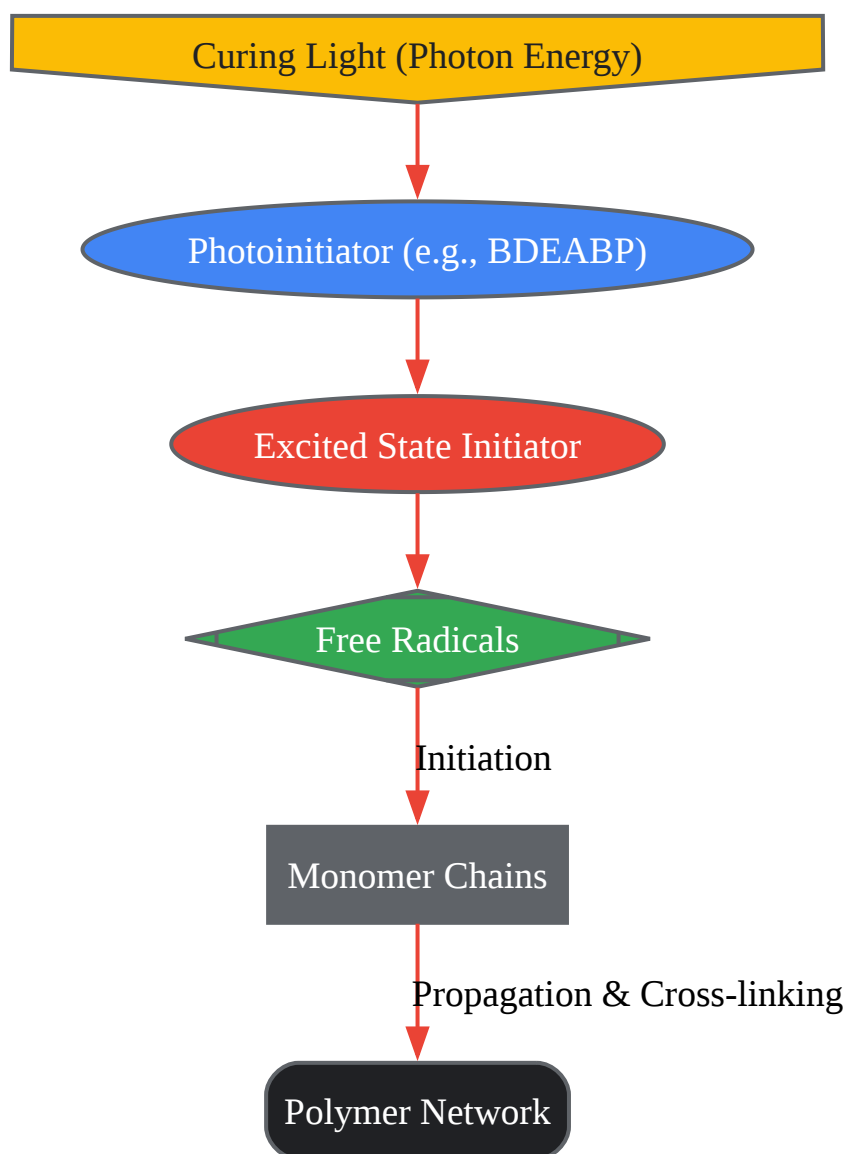 Curing Light (Photon Energy)
Photoinitiator (e.g., BDEABP)
Excited State Initiator
Free Radicals
Initiation
Monomer Chains
Propagation & Cross-linking
Polymer Network